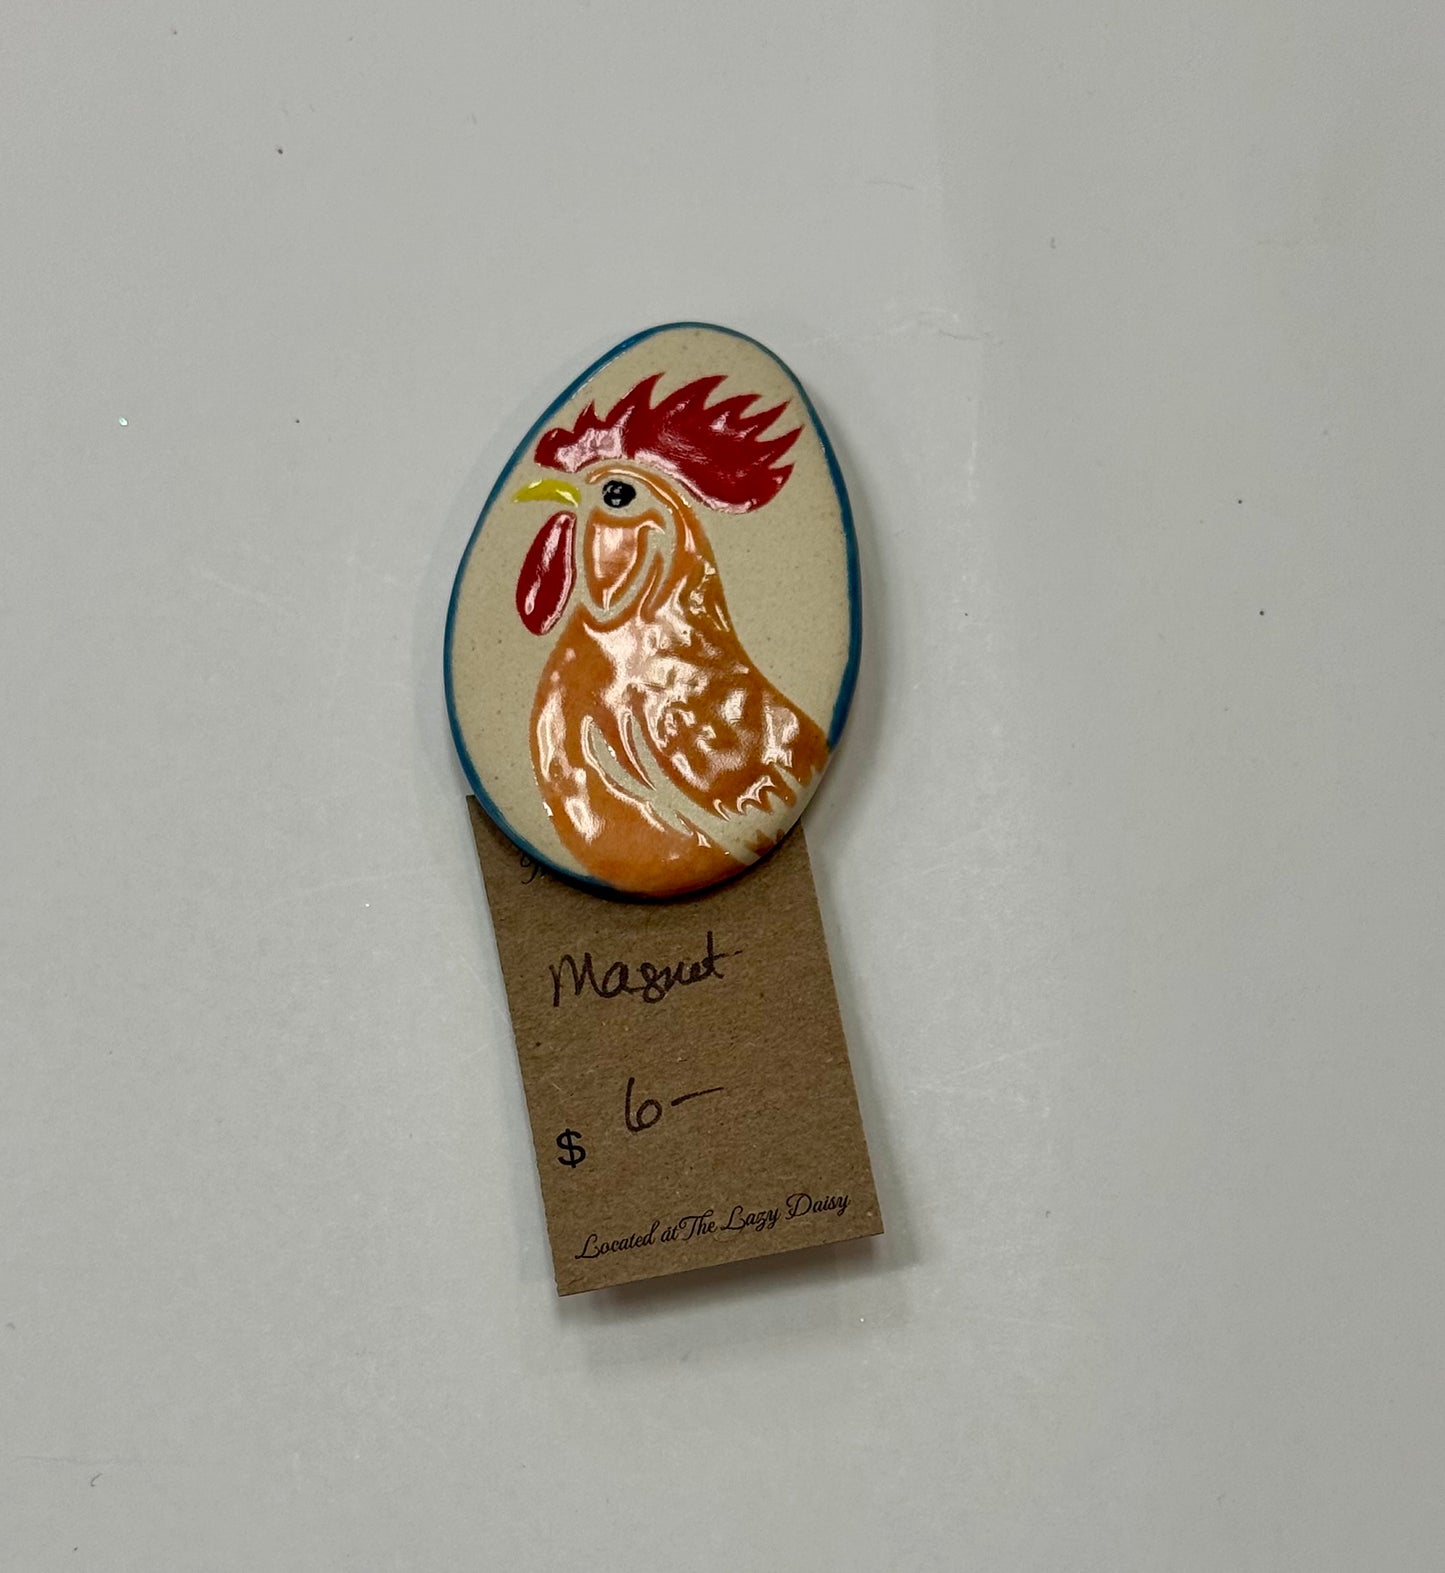 Magnet
6-
$
Located at The Lazy Daisy